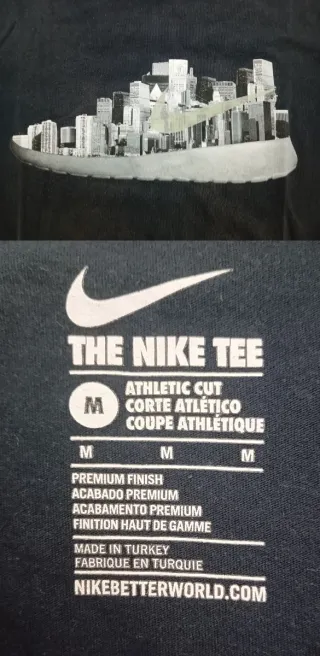 THE NIKE TEE
M
ATHLETIC CUT
CORTE ATLÉTICO
COUPE ATHLÉTIQUE
M M M
PREMIUM FINISH
ACABADO PREMIUM
ACABAMENTO PREMIUM
FINITION HAUT DE GAMME
MADE IN TURKEY
FABRIQUE EN TURQUIE
NIKEBETTERWORLD.COM